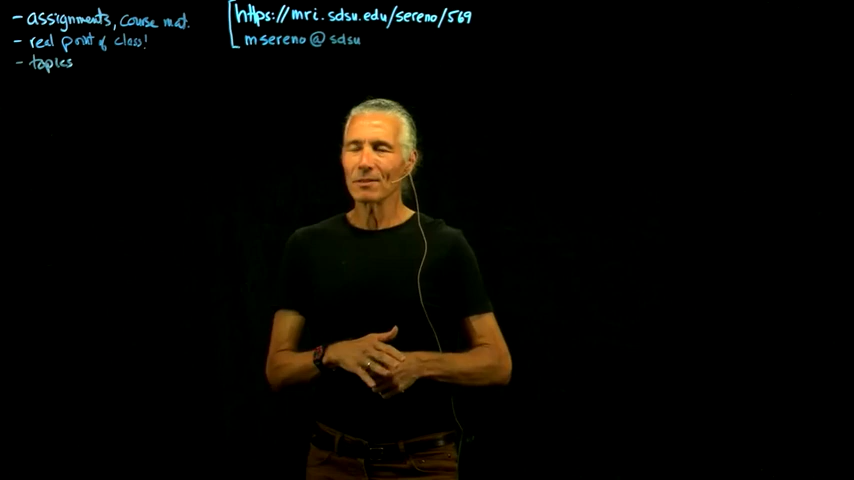 - assignments, course mat.
- real point of class!
- topics
https://mri.sdsu.edu/sereno/569
msereno@sdsu